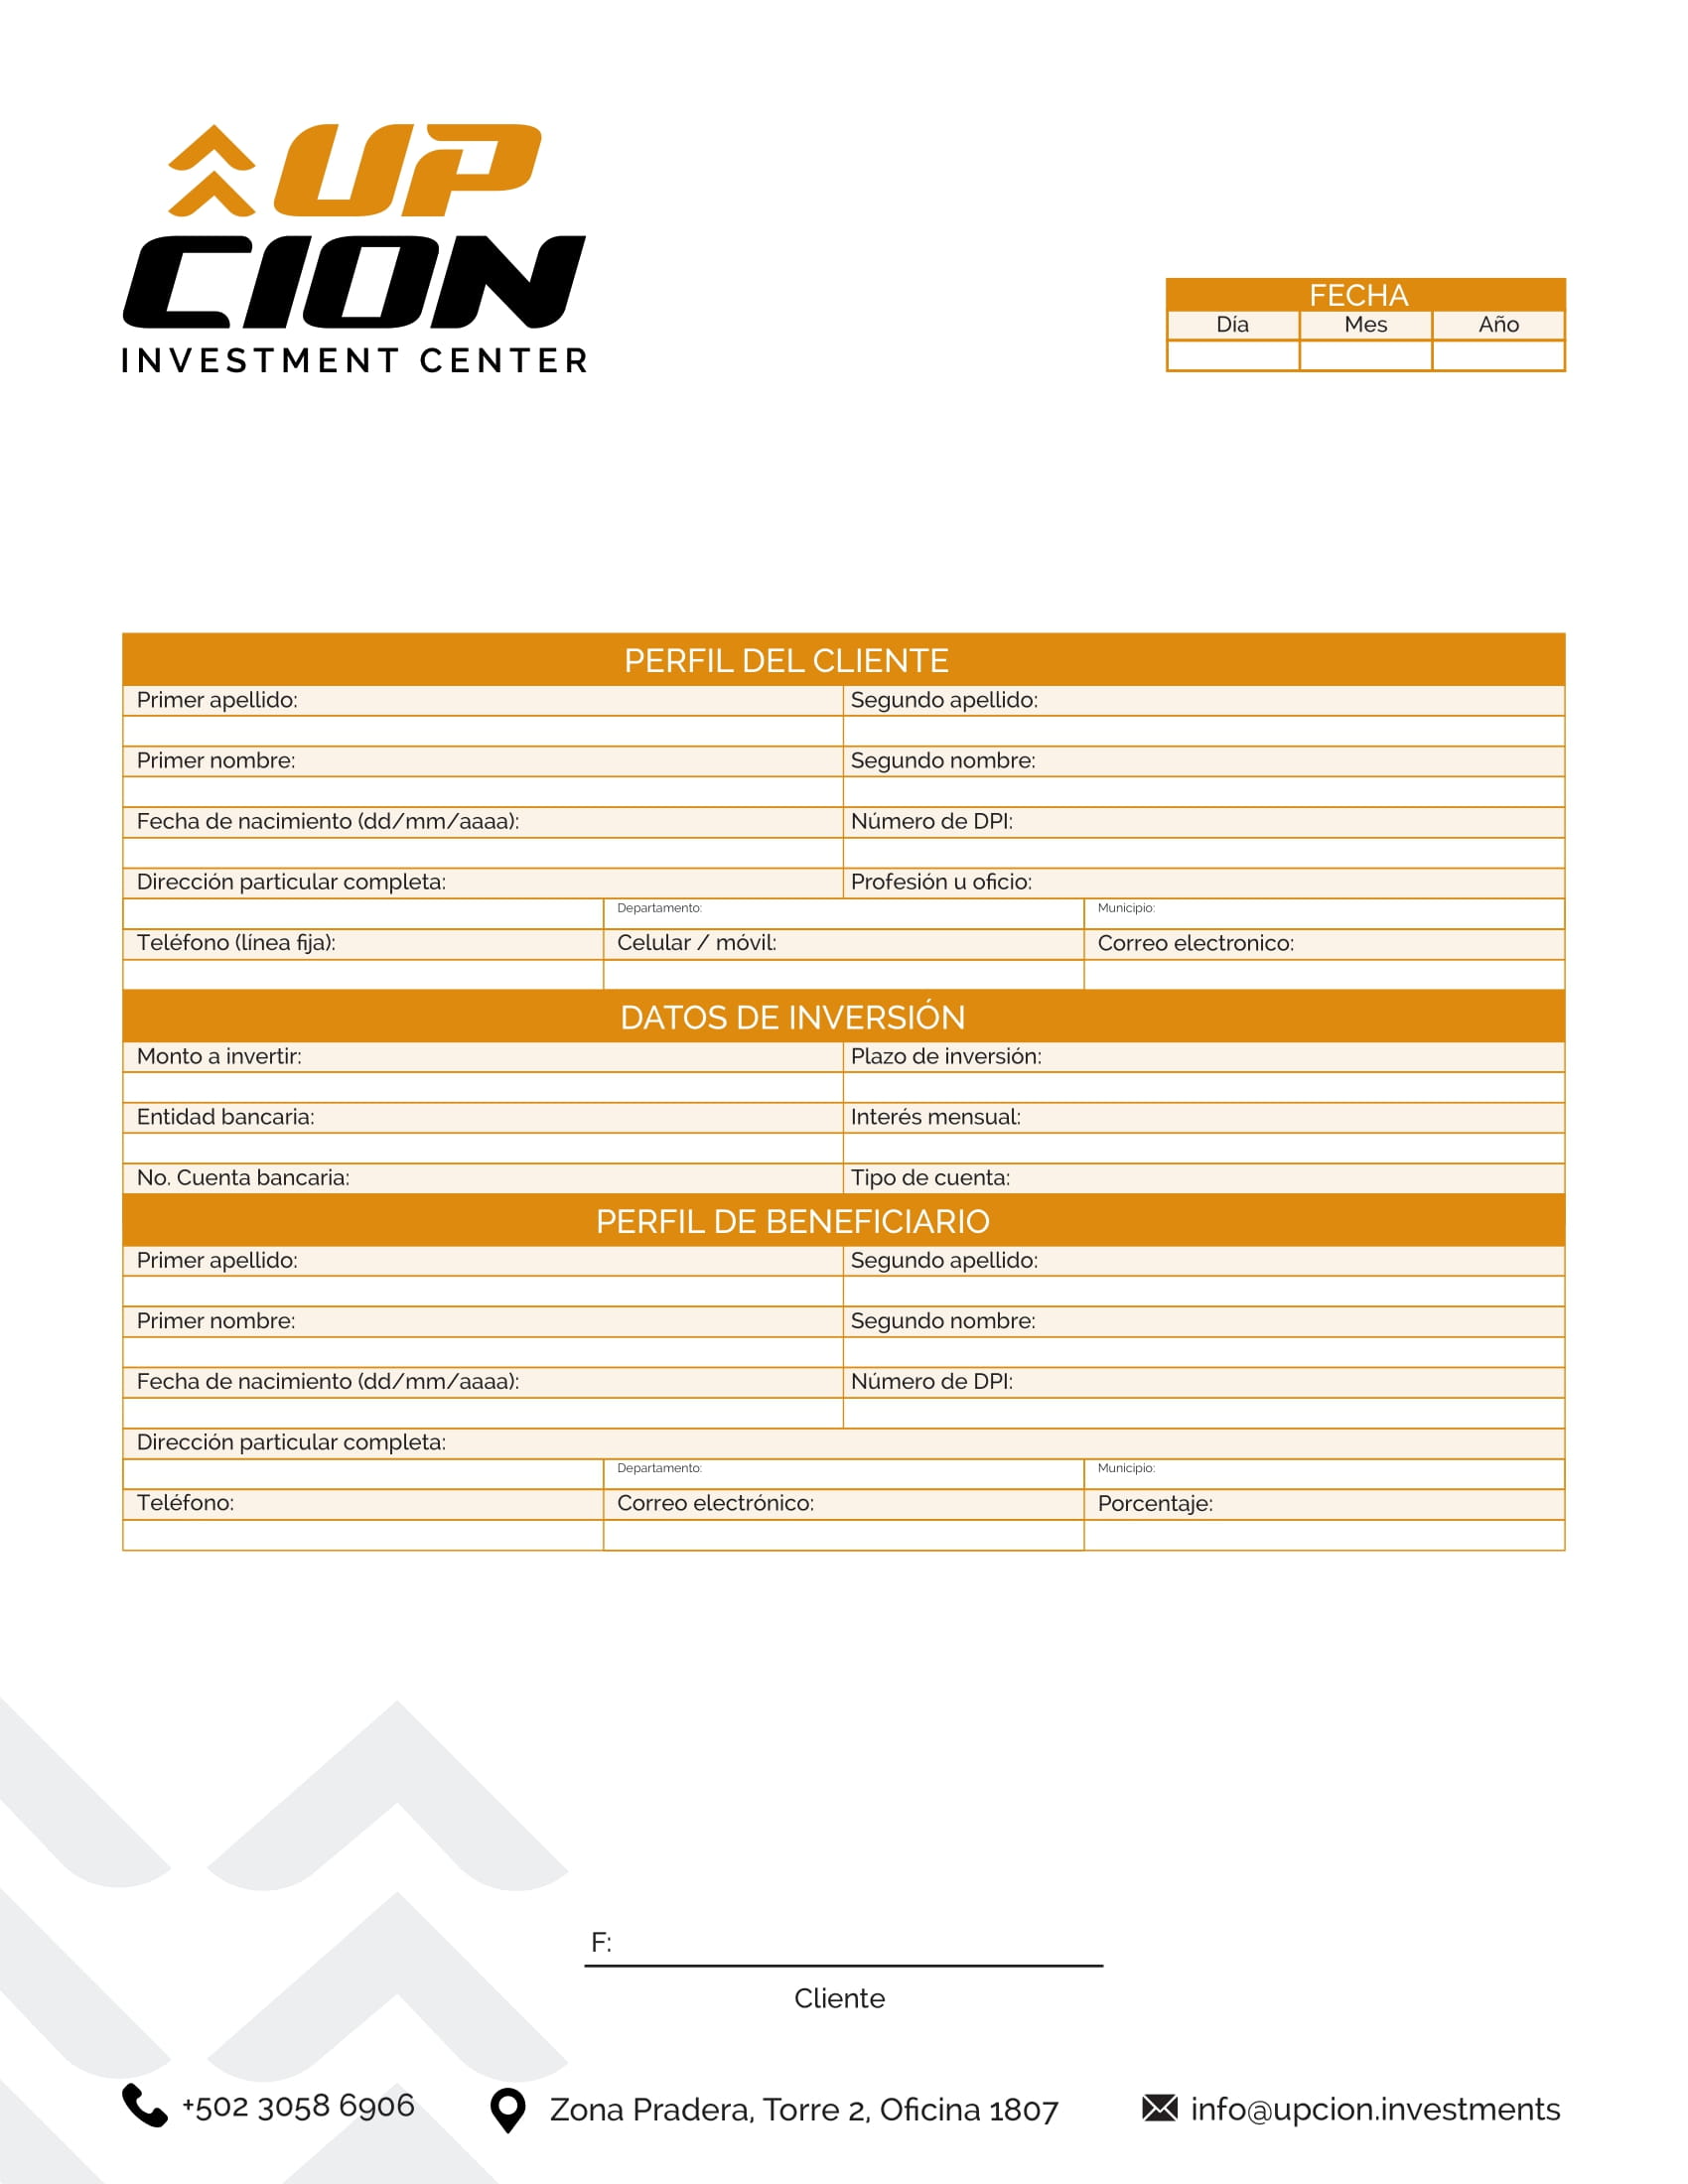 UP
CION
INVESTMENT CENTER
FECHA
Día Mes Año
PERFIL DEL CLIENTE
Primer apellido: Segundo apellido:
Primer nombre: Segundo nombre:
Fecha de nacimiento (dd/mm/aaaa): Número de DPI:
Dirección particular completa: Profesión u oficio:
Departamento: Municipio:
Teléfono (línea fija): Celular / móvil: Correo electronico:
DATOS DE INVERSIÓN
Monto a invertir: Plazo de inversión:
Entidad bancaria: Interés mensual:
No. Cuenta bancaria: Tipo de cuenta:
PERFIL DE BENEFICIARIO
Primer apellido: Segundo apellido:
Primer nombre: Segundo nombre:
Fecha de nacimiento (dd/mm/aaaa): Número de DPI:
Dirección particular completa:
Departamento: Municipio:
Teléfono: Correo electrónico: Porcentaje:
F:
Cliente
+502 3058 6906 Zona Pradera, Torre 2, Oficina 1807 info@upcion.investments